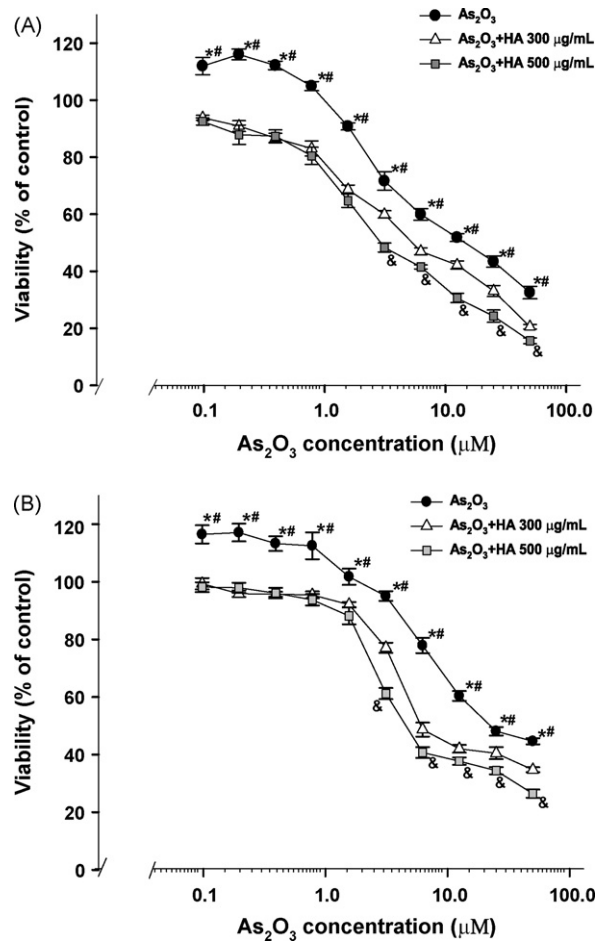 (A)
As₂O₃
As₂O₃+HA 300 μg/mL
As₂O₃+HA 500 μg/mL
Viability (% of control)
120
100
80
60
40
20
0
*# *# *# *# *# *# *# *# *# *#
& & & & &
0.1 1.0 10.0 100.0
As₂O₃ concentration (μM)
(B)
As₂O₃
As₂O₃+HA 300 μg/mL
As₂O₃+HA 500 μg/mL
Viability (% of control)
120
100
80
60
40
20
0
*# *# *# *# *# *# *# *# *# *#
& & & & &
0.1 1.0 10.0 100.0
As₂O₃ concentration (μM)